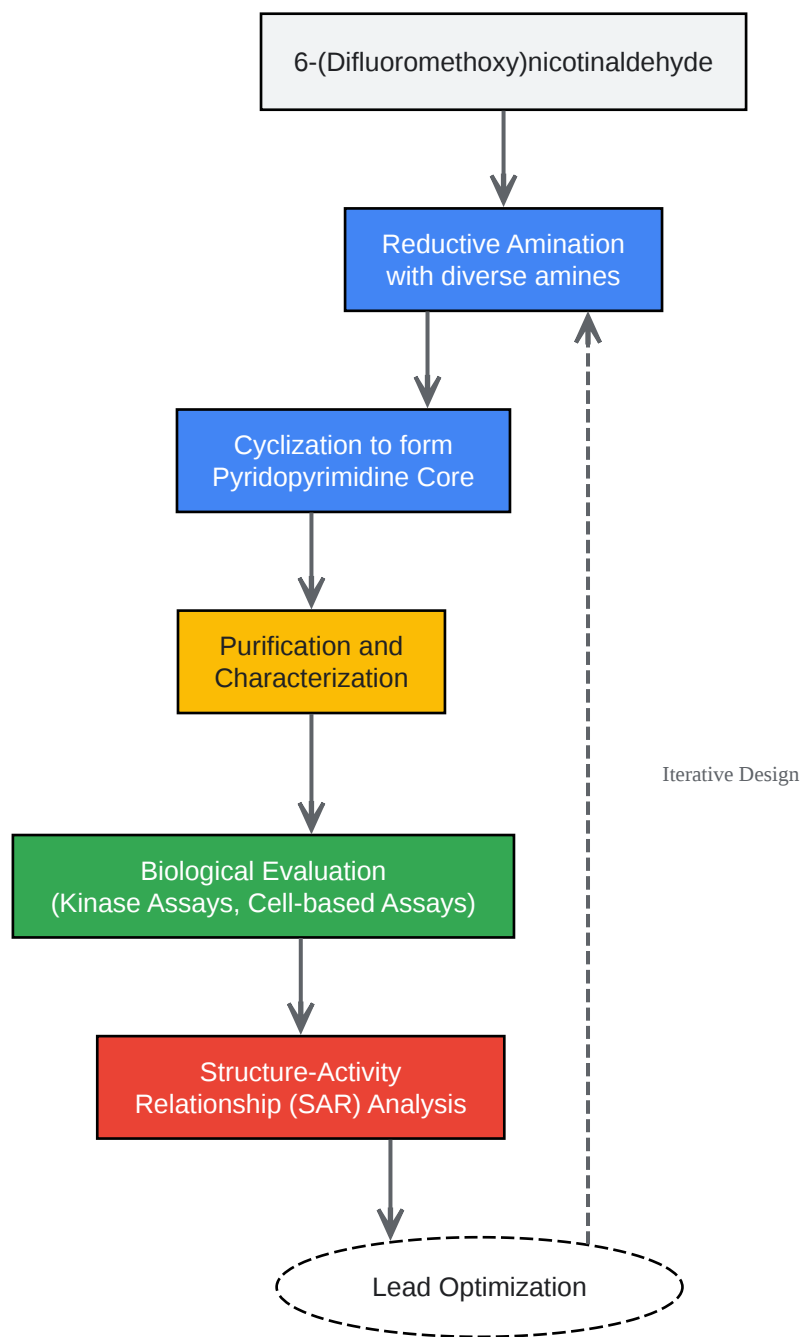 6-(Difluoromethoxy)nicotinaldehyde
Reductive Amination
with diverse amines
Cyclization to form
Pyridopyrimidine Core
Purification and
Characterization
Iterative Design
Biological Evaluation
(Kinase Assays, Cell-based Assays)
Structure-Activity
Relationship (SAR) Analysis
Lead Optimization